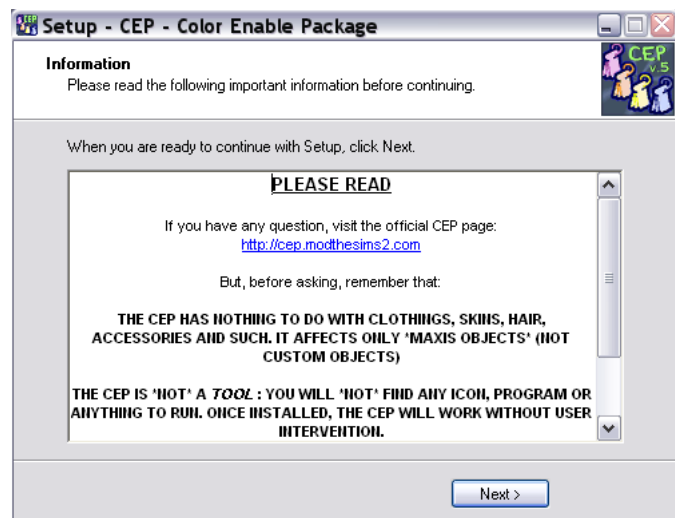 Setup - CEP - Color Enable Package
Information
Please read the following important information before continuing.
CEP
v.5
When you are ready to continue with Setup, click Next.
PLEASE READ
If you have any question, visit the official CEP page:
http://cep.modthesims2.com
But, before asking, remember that:
THE CEP HAS NOTHING TO DO WITH CLOTHINGS, SKINS, HAIR,
ACCESSORIES AND SUCH. IT AFFECTS ONLY *MAXIS OBJECTS* (NOT
CUSTOM OBJECTS)
THE CEP IS *NOT* A TOOL : YOU WILL *NOT* FIND ANY ICON, PROGRAM OR
ANYTHING TO RUN. ONCE INSTALLED, THE CEP WILL WORK WITHOUT USER
INTERVENTION.
Next >